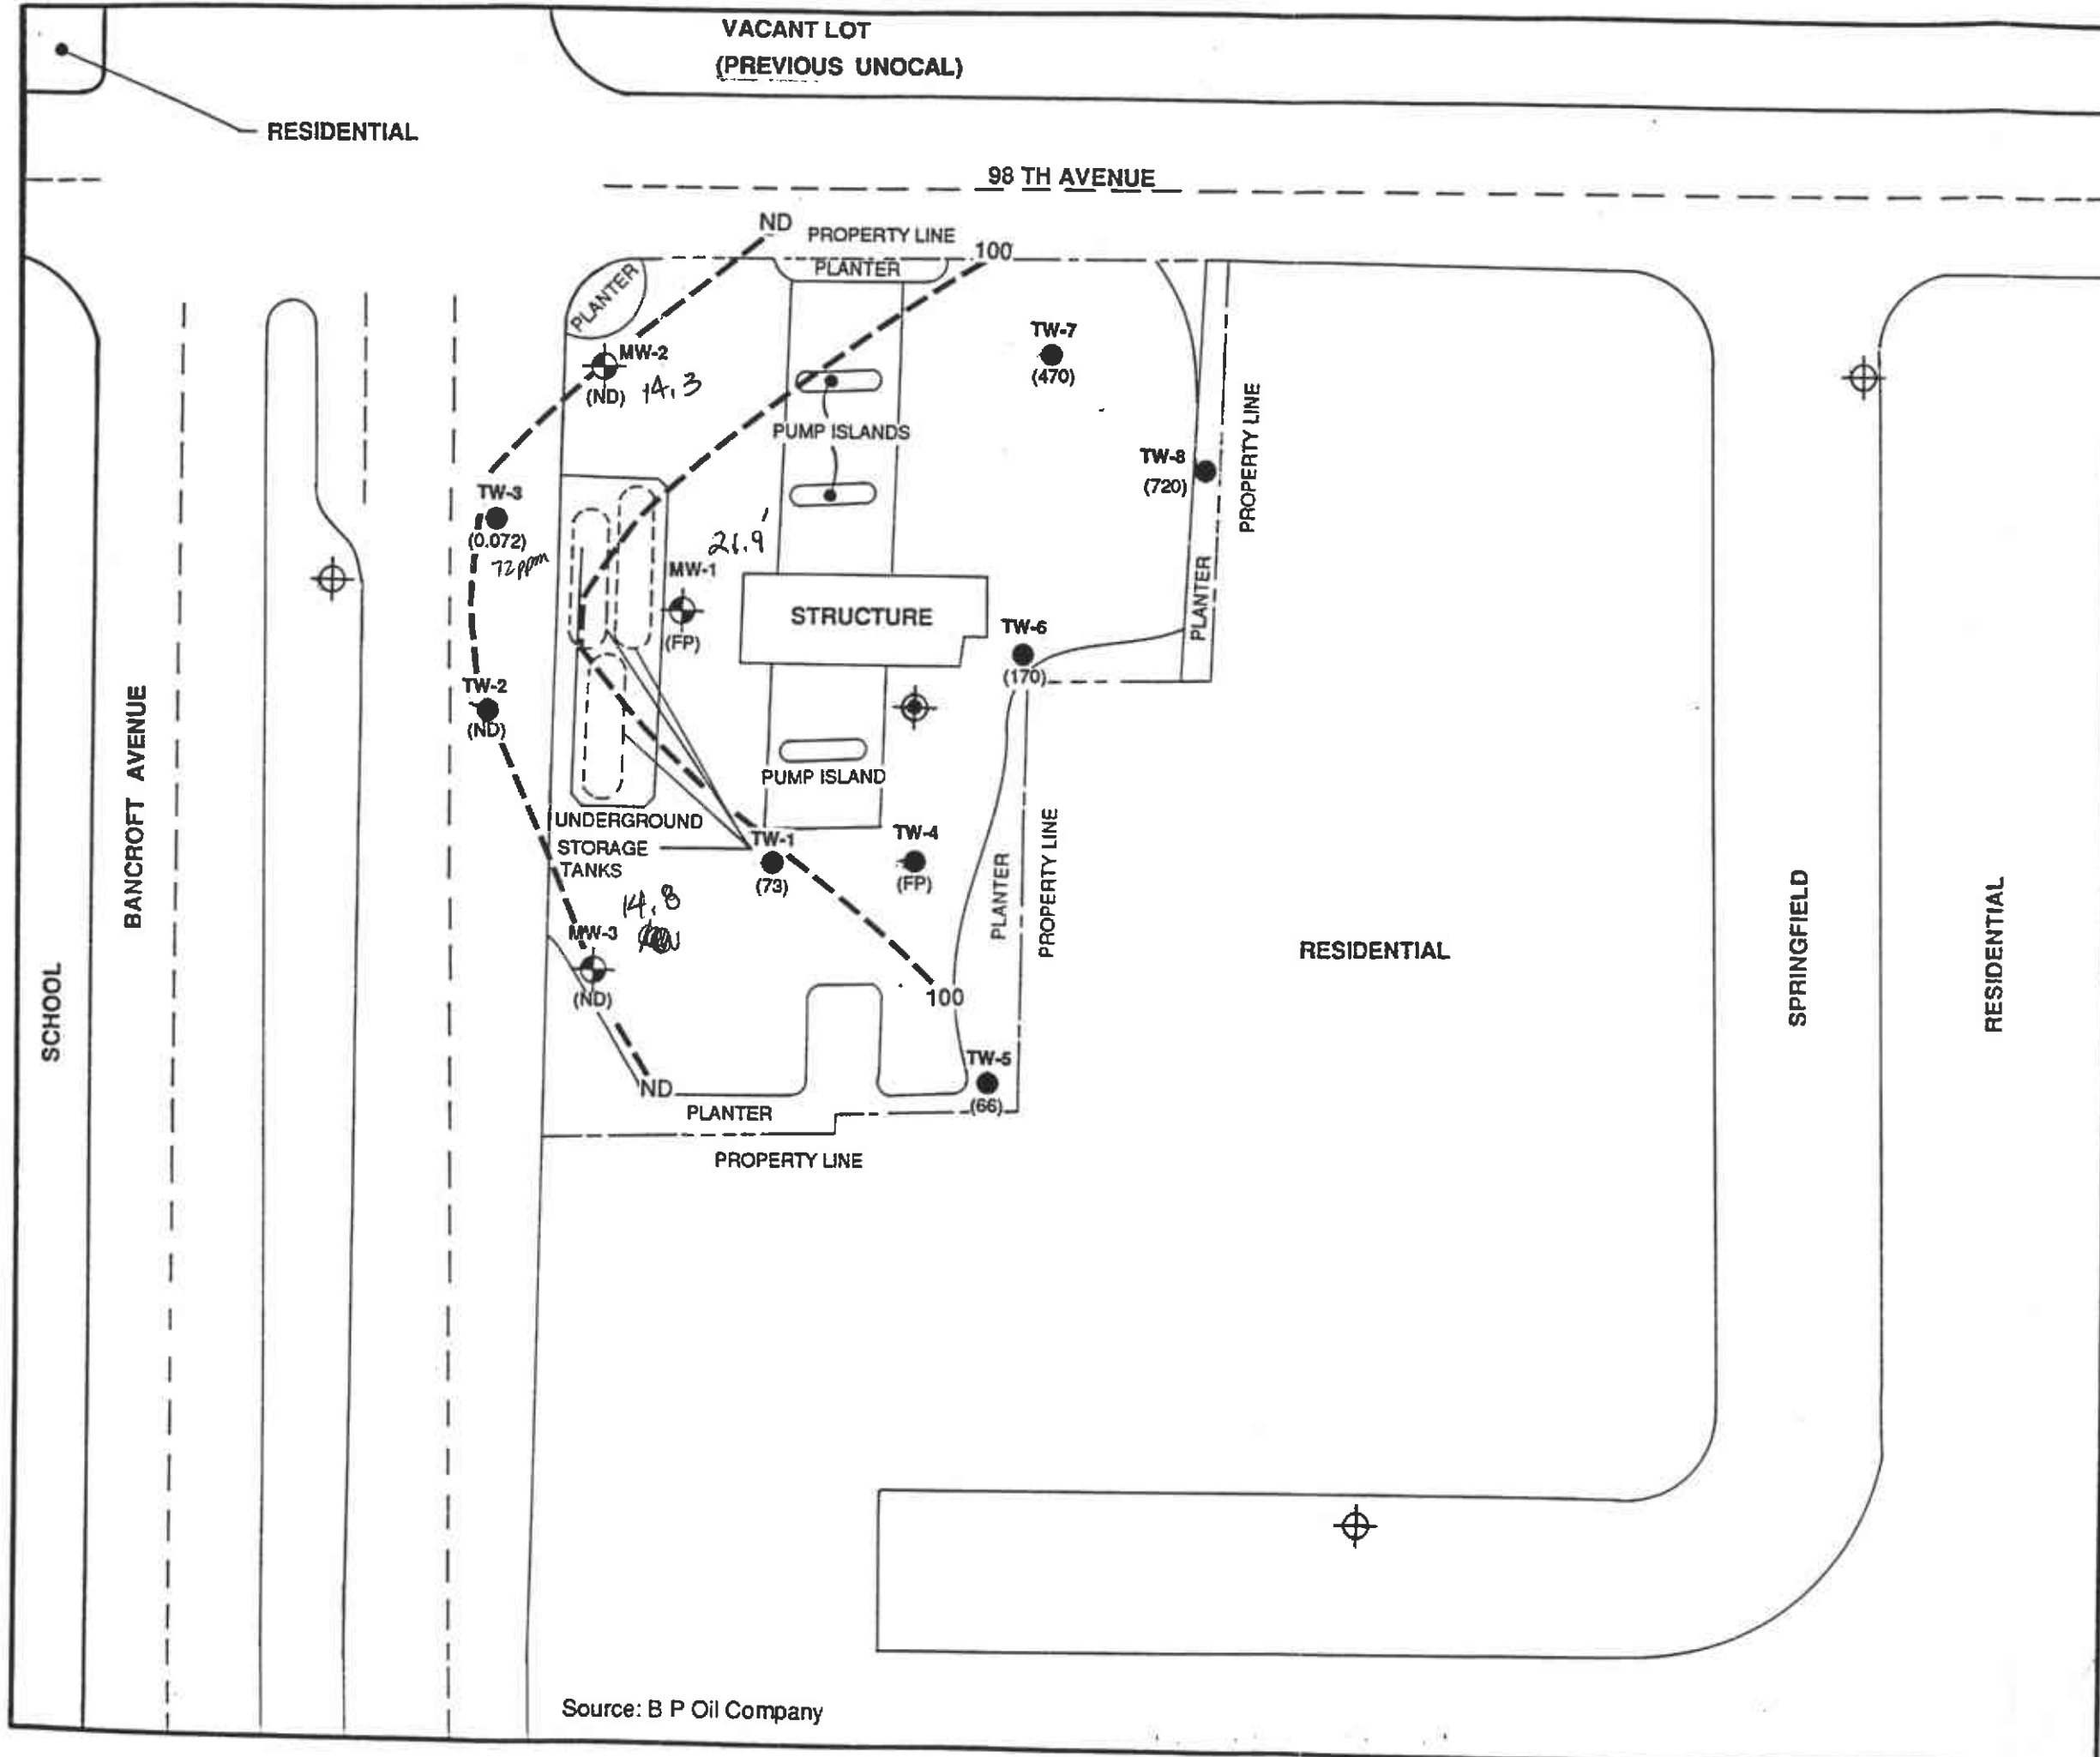 VACANT LOT
(PREVIOUS UNOCAL)
RESIDENTIAL
98 TH AVENUE
ND
PROPERTY LINE
100
PLANTER
PLANTER
TW-7
(470)
MW-2
(ND) 14.3
PUMP ISLANDS
PROPERTY LINE
TW-8
(720)
TW-3
(0.072)
72 ppm
21.9'
MW-1
(FP)
STRUCTURE
PLANTER
TW-6
(170)
TW-2
(ND)
BANCROFT AVENUE
PUMP ISLAND
UNDERGROUND
STORAGE
TANKS
TW-1
(73)
TW-4
(FP)
PLANTER
PROPERTY LINE
14.8
MW-3
(ND)
100
RESIDENTIAL
SPRINGFIELD
RESIDENTIAL
SCHOOL
TW-5
(66)
ND
PLANTER
PROPERTY LINE
Source: B P Oil Company